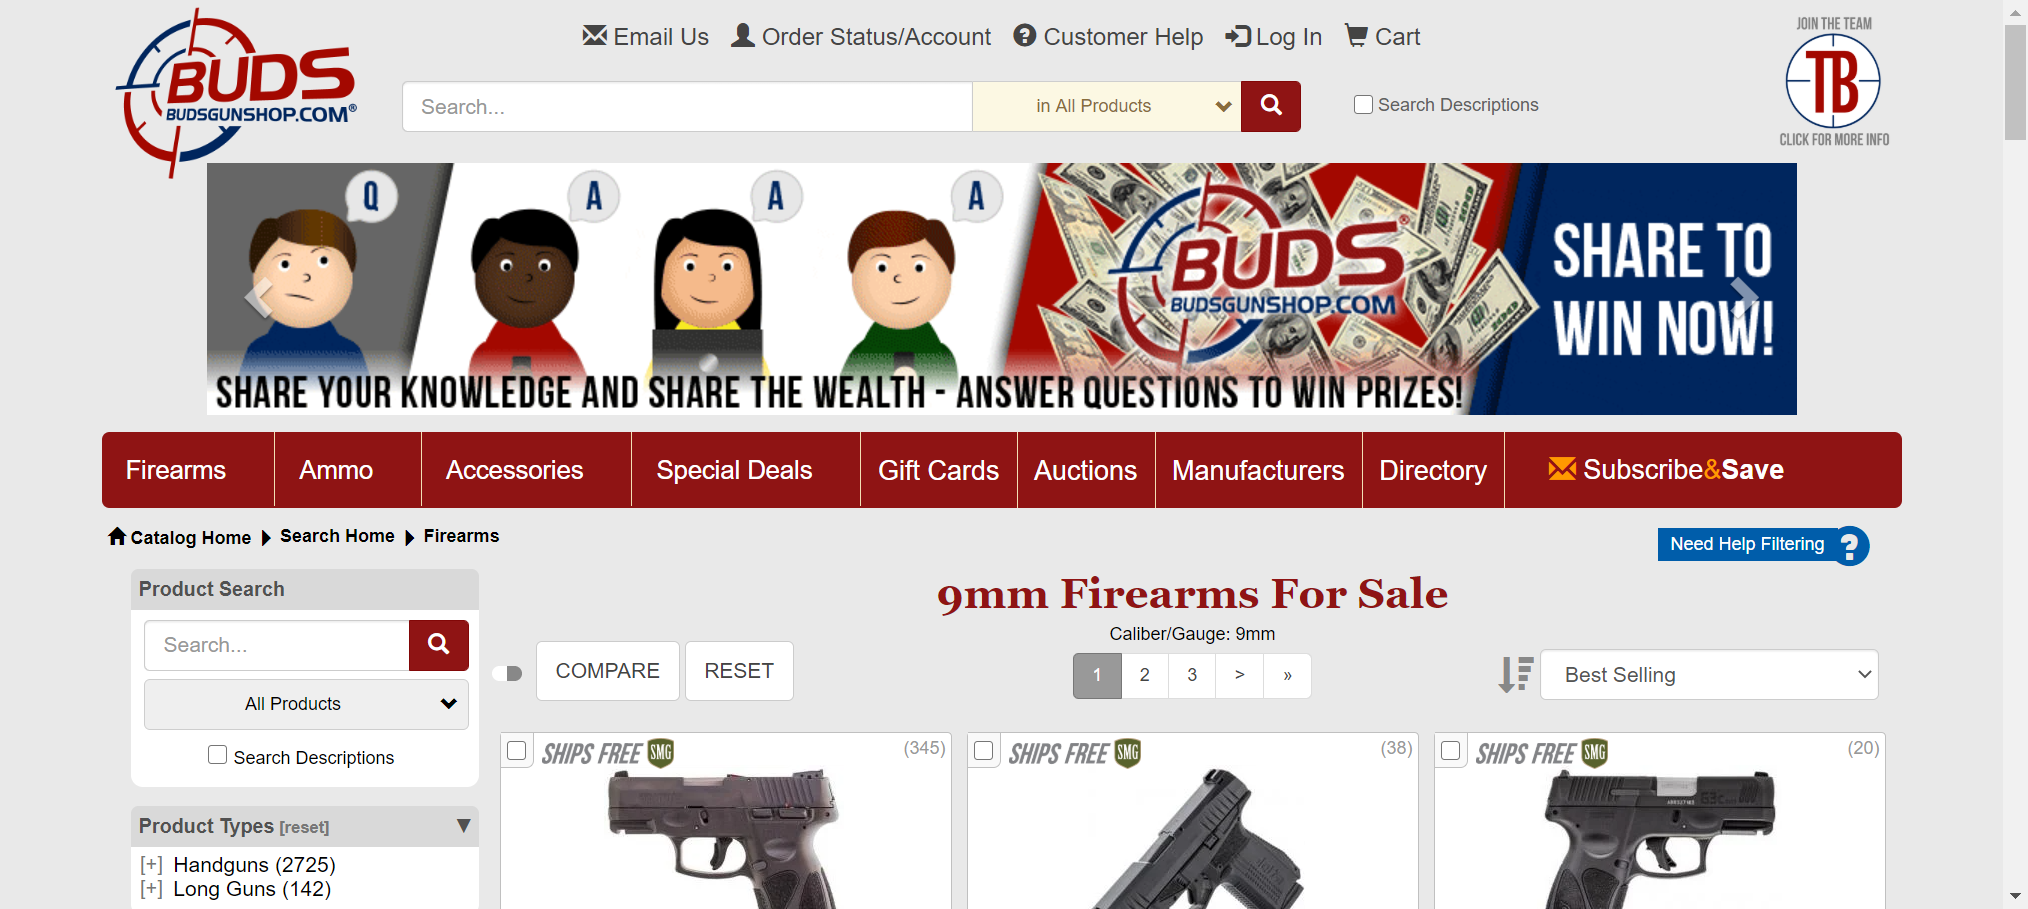 BUDS
BUDSGUNSHOP.COM®
Email Us
Order Status/Account
Customer Help
Log In
Cart
Search...
in All Products
Search Descriptions
JOIN THE TEAM
TB
CLICK FOR MORE INFO
Q
A
A
A
BUDS®
BUDSGUNSHOP.COM
SHARE TO
WIN NOW!
SHARE YOUR KNOWLEDGE AND SHARE THE WEALTH - ANSWER QUESTIONS TO WIN PRIZES!
Firearms
Ammo
Accessories
Special Deals
Gift Cards
Auctions
Manufacturers
Directory
Subscribe&Save
Catalog Home
Search Home
Firearms
Need Help Filtering ?
Product Search
Search...
All Products
Search Descriptions
Product Types [reset]
[+] Handguns (2725)
[+] Long Guns (142)
9mm Firearms For Sale
Caliber/Gauge: 9mm
COMPARE
RESET
1 2 3 > »
Best Selling
SHIPS FREE SMG (345)
SHIPS FREE SMG (38)
SHIPS FREE SMG (20)
G3c